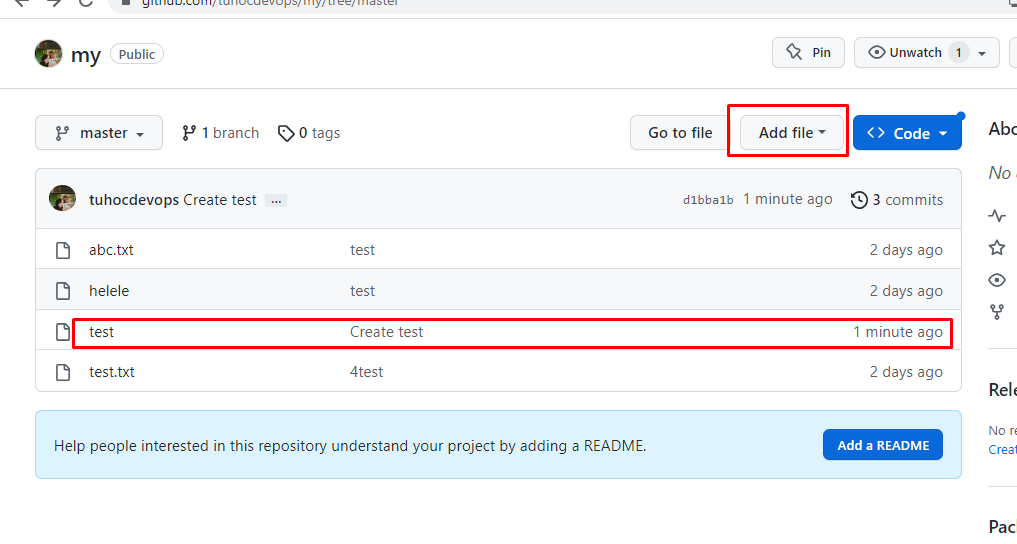 github.com/tuhocdevops/my/tree/master
my Public Pin Unwatch 1
master 1 branch 0 tags Go to file Add file Code
tuhocdevops Create test ... d1bba1b 1 minute ago 3 commits
abc.txt test 2 days ago
helele test 2 days ago
test Create test 1 minute ago
test.txt 4test 2 days ago
Help people interested in this repository understand your project by adding a README. Add a README
Abo
No
Rele
No re
Creat
Pac